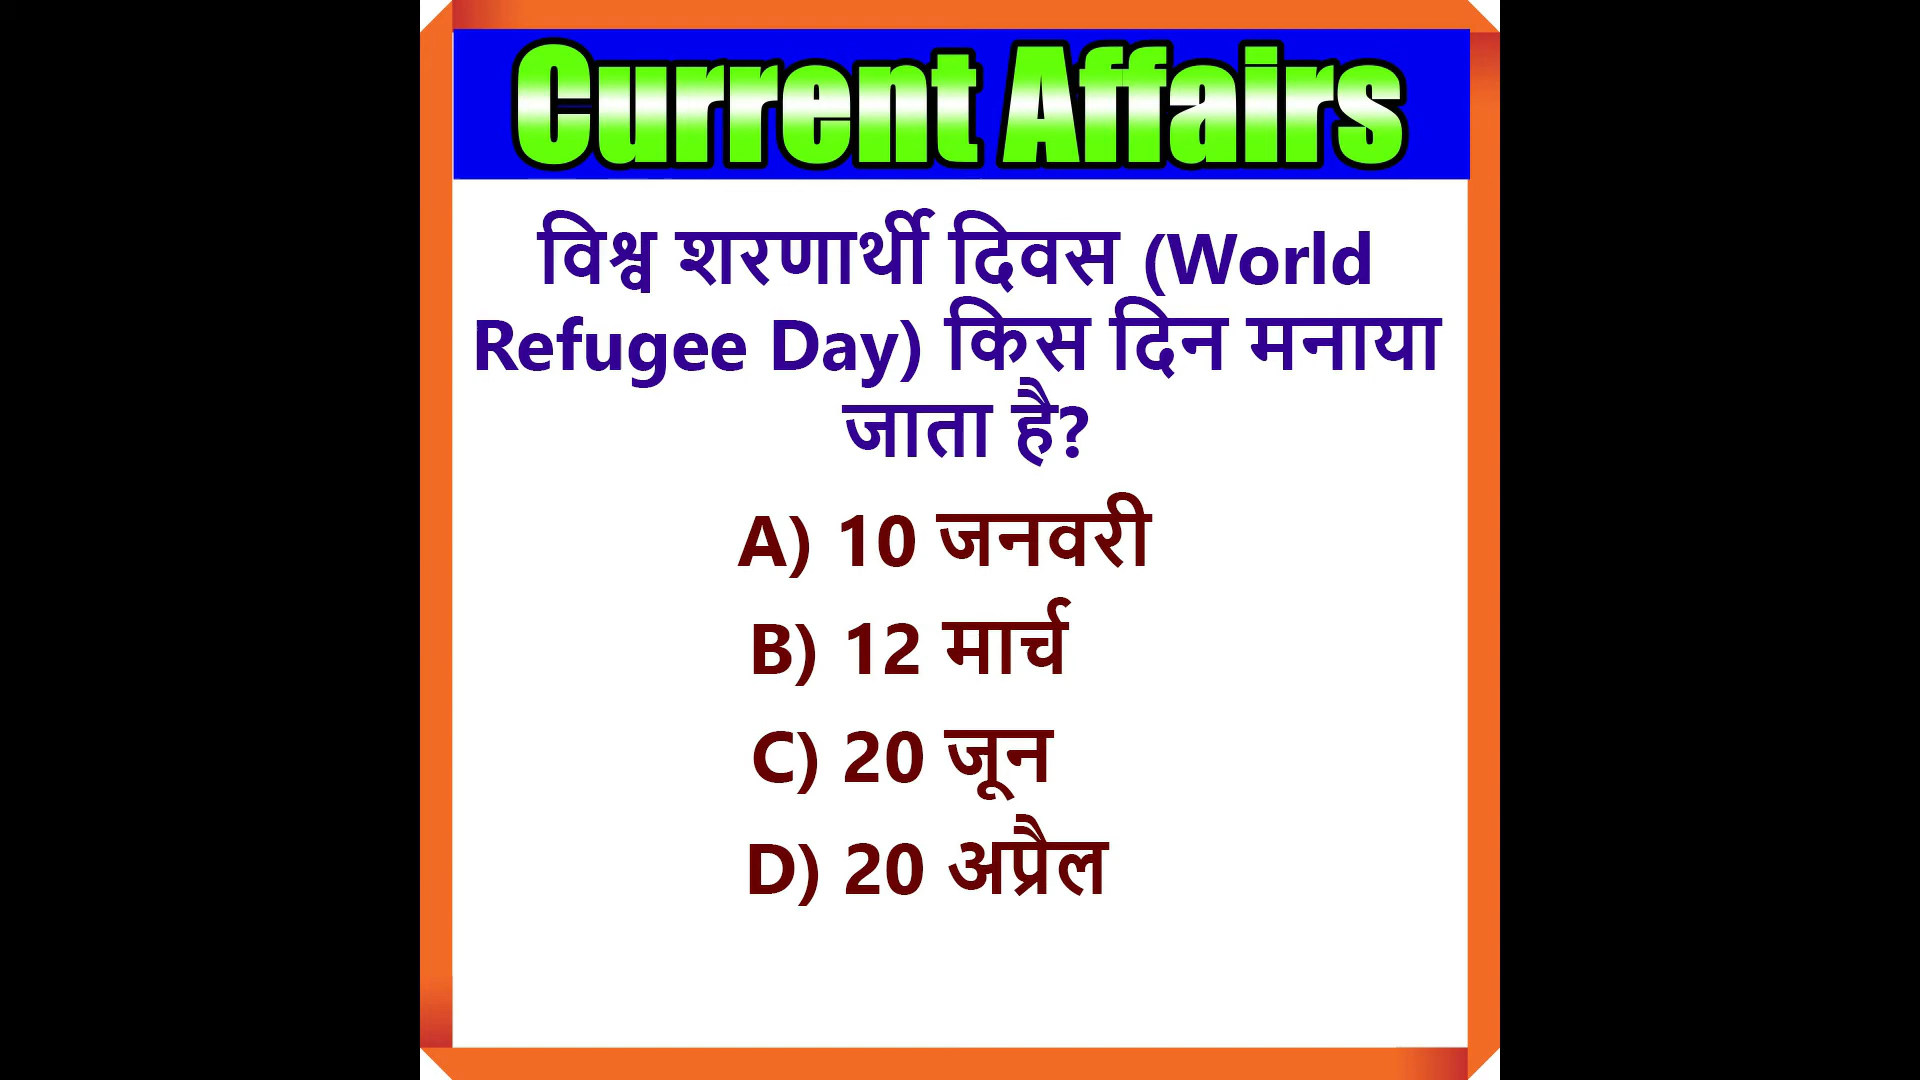 Current Affairs
विश्व शरणार्थी दिवस (World
Refugee Day) किस दिन मनाया
जाता है?
A) 10 जनवरी
B) 12 मार्च
C) 20 जून
D) 20 अप्रैल